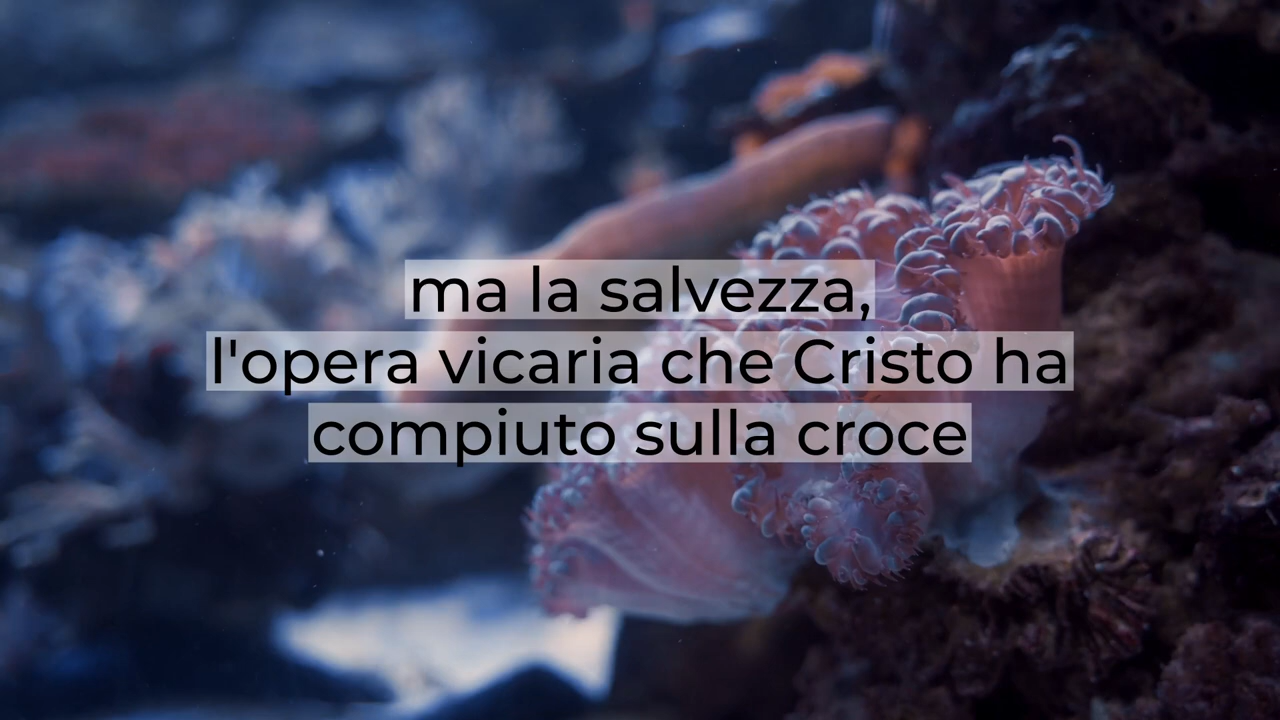 ma la salvezza,
l'opera vicaria che Cristo ha
compiuto sulla croce